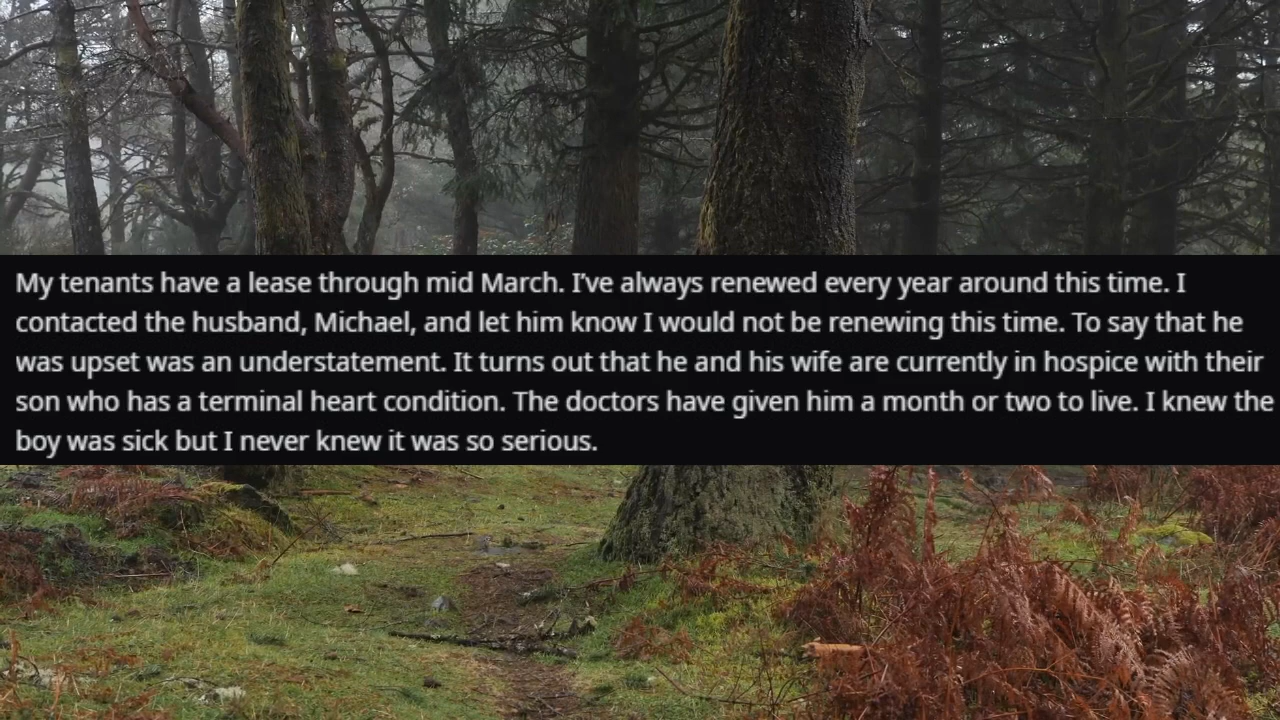 My tenants have a lease through mid March. I've always renewed every year around this time. I
contacted the husband, Michael, and let him know I would not be renewing this time. To say that he
was upset was an understatement. It turns out that he and his wife are currently in hospice with their
son who has a terminal heart condition. The doctors have given him a month or two to live. I knew the
boy was sick but I never knew it was so serious.